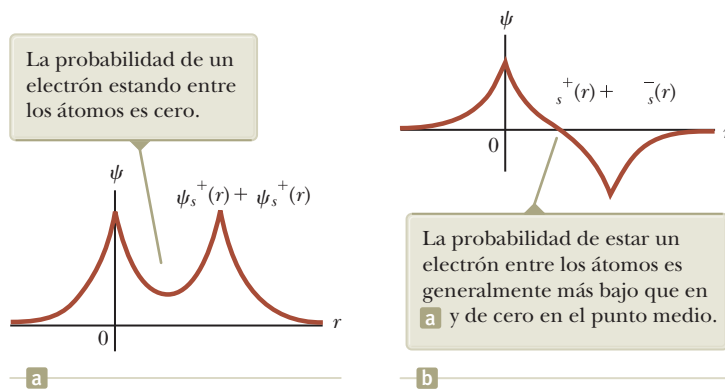 La probabilidad de un
electrón estando entre
los átomos es cero.
ψ
ψs+(r) + ψs+(r)
0
r
a
ψ
s+(r) + s−(r)
0
La probabilidad de estar un
electrón entre los átomos es
generalmente más bajo que en
a y de cero en el punto medio.
b